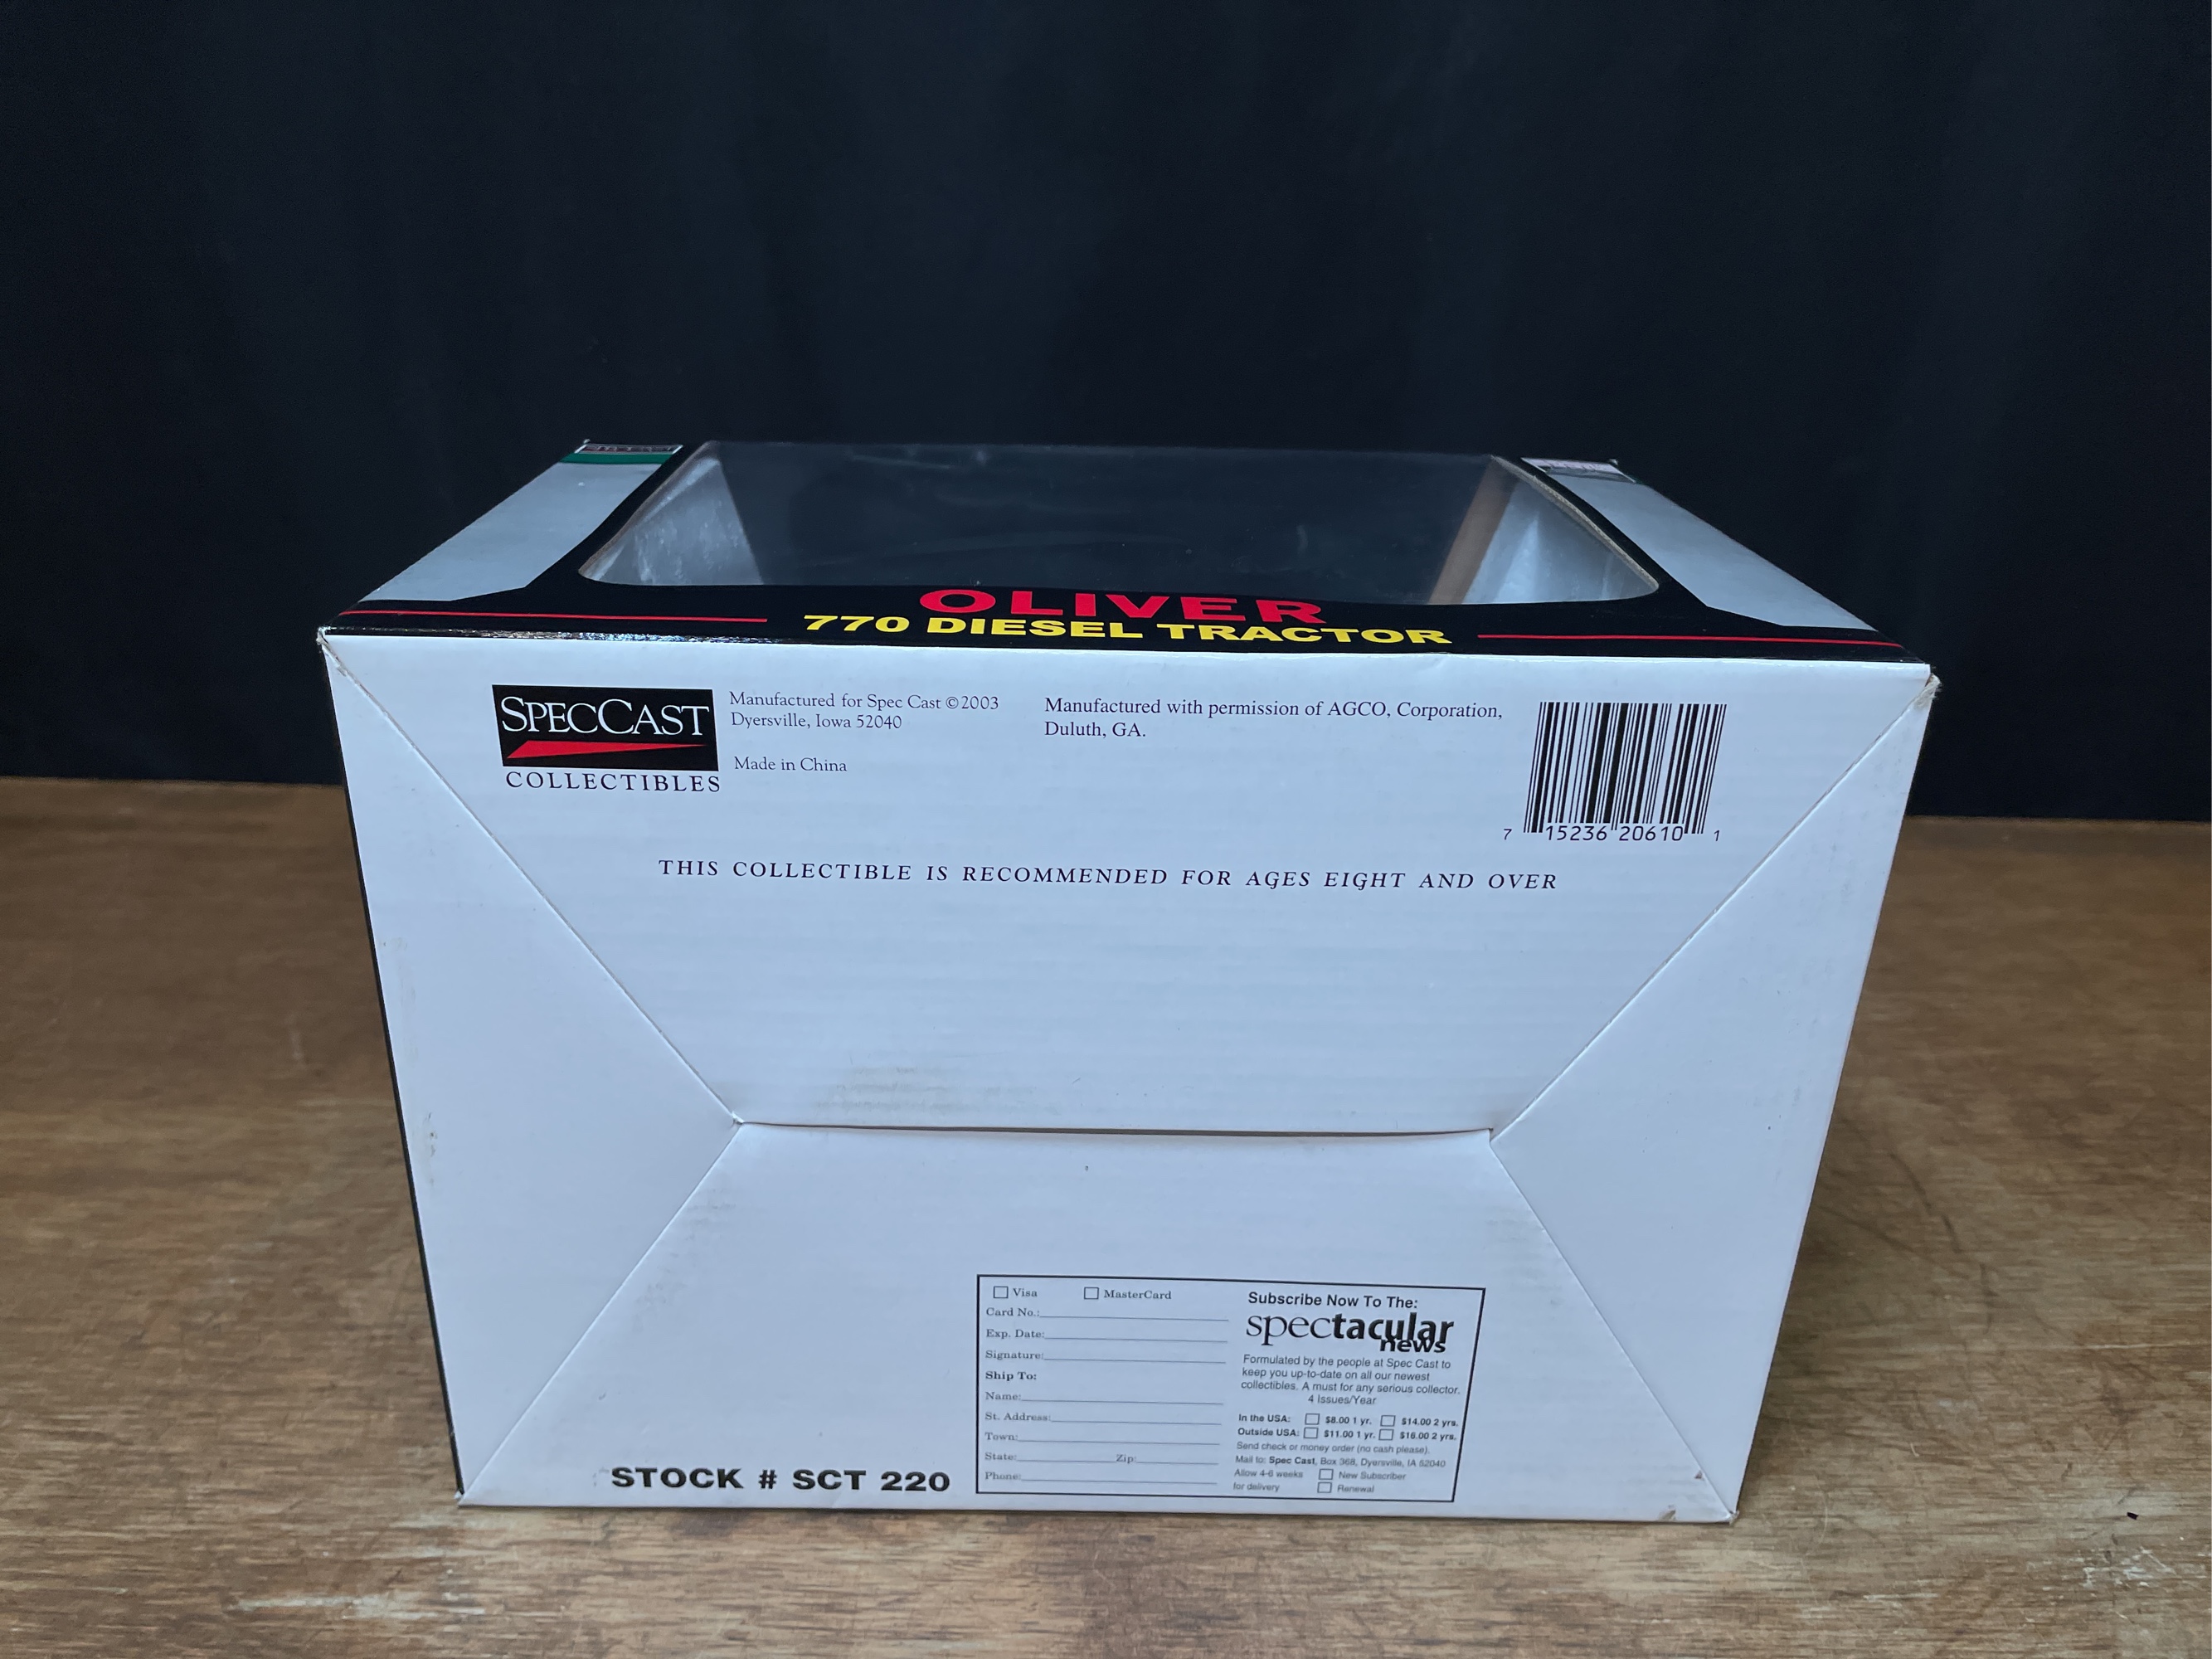 OLIVER
770 DIESEL TRACTOR
SPECCAST
COLLECTIBLES
Manufactured for Spec Cast ©2003
Dyersville, Iowa 52040
Made in China
Manufactured with permission of AGCO, Corporation,
Duluth, GA.
7 15236 20610 1
THIS COLLECTIBLE IS RECOMMENDED FOR AGES EIGHT AND OVER
STOCK # SCT 220
Visa MasterCard
Card No.:
Exp. Date:
Signature:
Ship To:
Name:
St. Address:
Town:
State: Zip:
Phone:
Subscribe Now To The:
spectacular
news
Formulated by the people at Spec Cast to
keep you up-to-date on all our newest
collectibles. A must for any serious collector.
4 Issues/Year
In the USA: $8.00 1 yr. $14.00 2 yrs.
Outside USA: $11.00 1 yr. $16.00 2 yrs.
Send check or money order (no cash please).
Mail to: Spec Cast, Box 368, Dyersville, IA 52040
Allow 4-6 weeks New Subscriber
for delivery Renewal